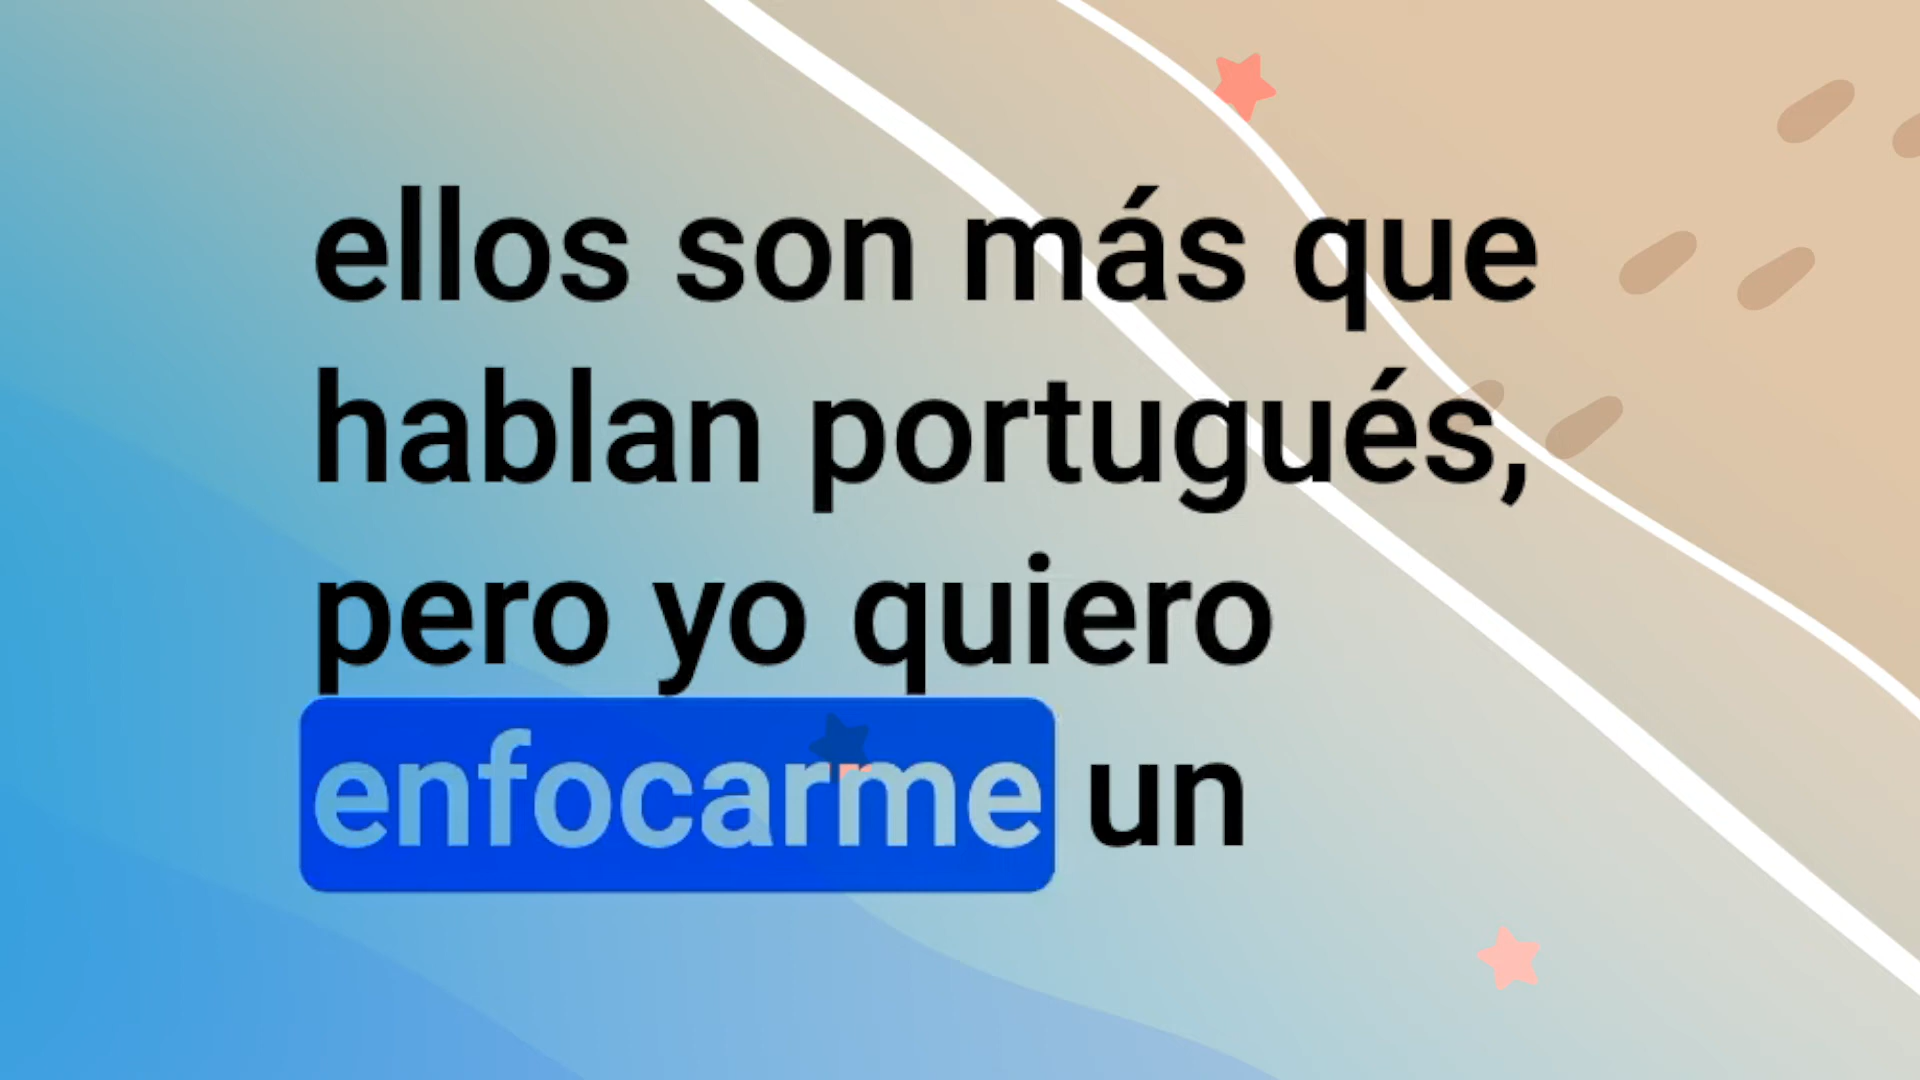 ellos son más que
hablan portugués,
pero yo quiero
enfocarme un